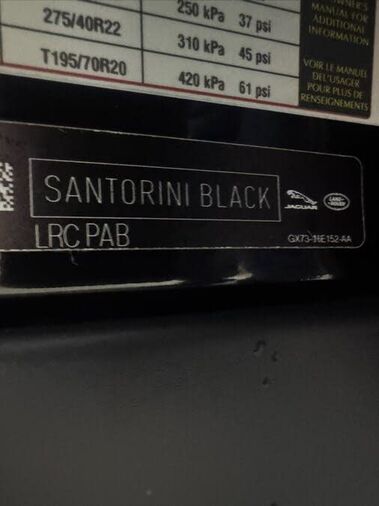 250 kPa 37 psi
275/40R22
310 kPa 45 psi
T195/70R20
420 kPa 61 psi
MANUAL FOR
ADDITIONAL
INFORMATION
VOIR LE MANUEL
DE L'USAGER
POUR PLUS DE
RENSEIGNEMENTS
SANTORINI BLACK
JAGUAR
LAND-
ROVER
LRC PAB
GX73-16E152-AA